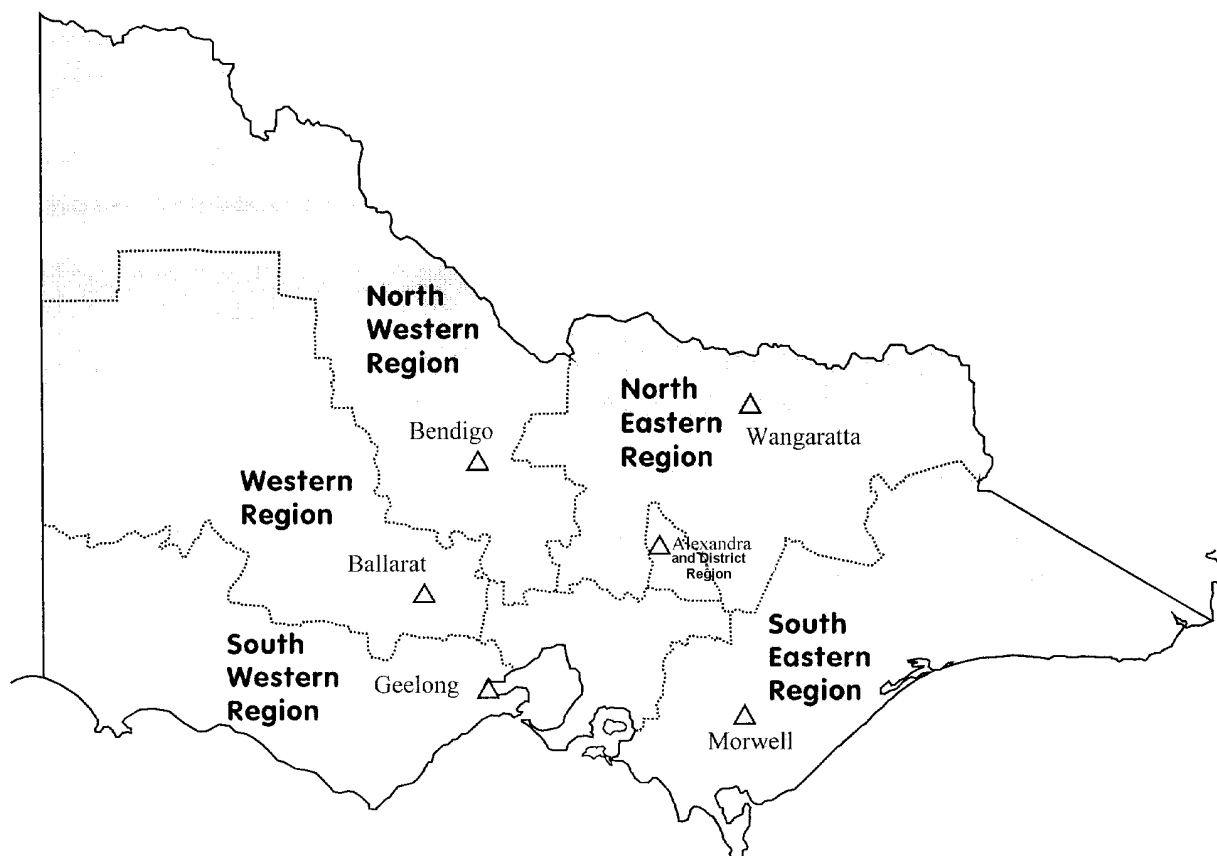 North
Western
Region
North
Eastern
Region
Wangaratta
Bendigo
Western
Region
Alexandra
and District
Region
Ballarat
South
Western
Region
South
Eastern
Region
Geelong
Morwell